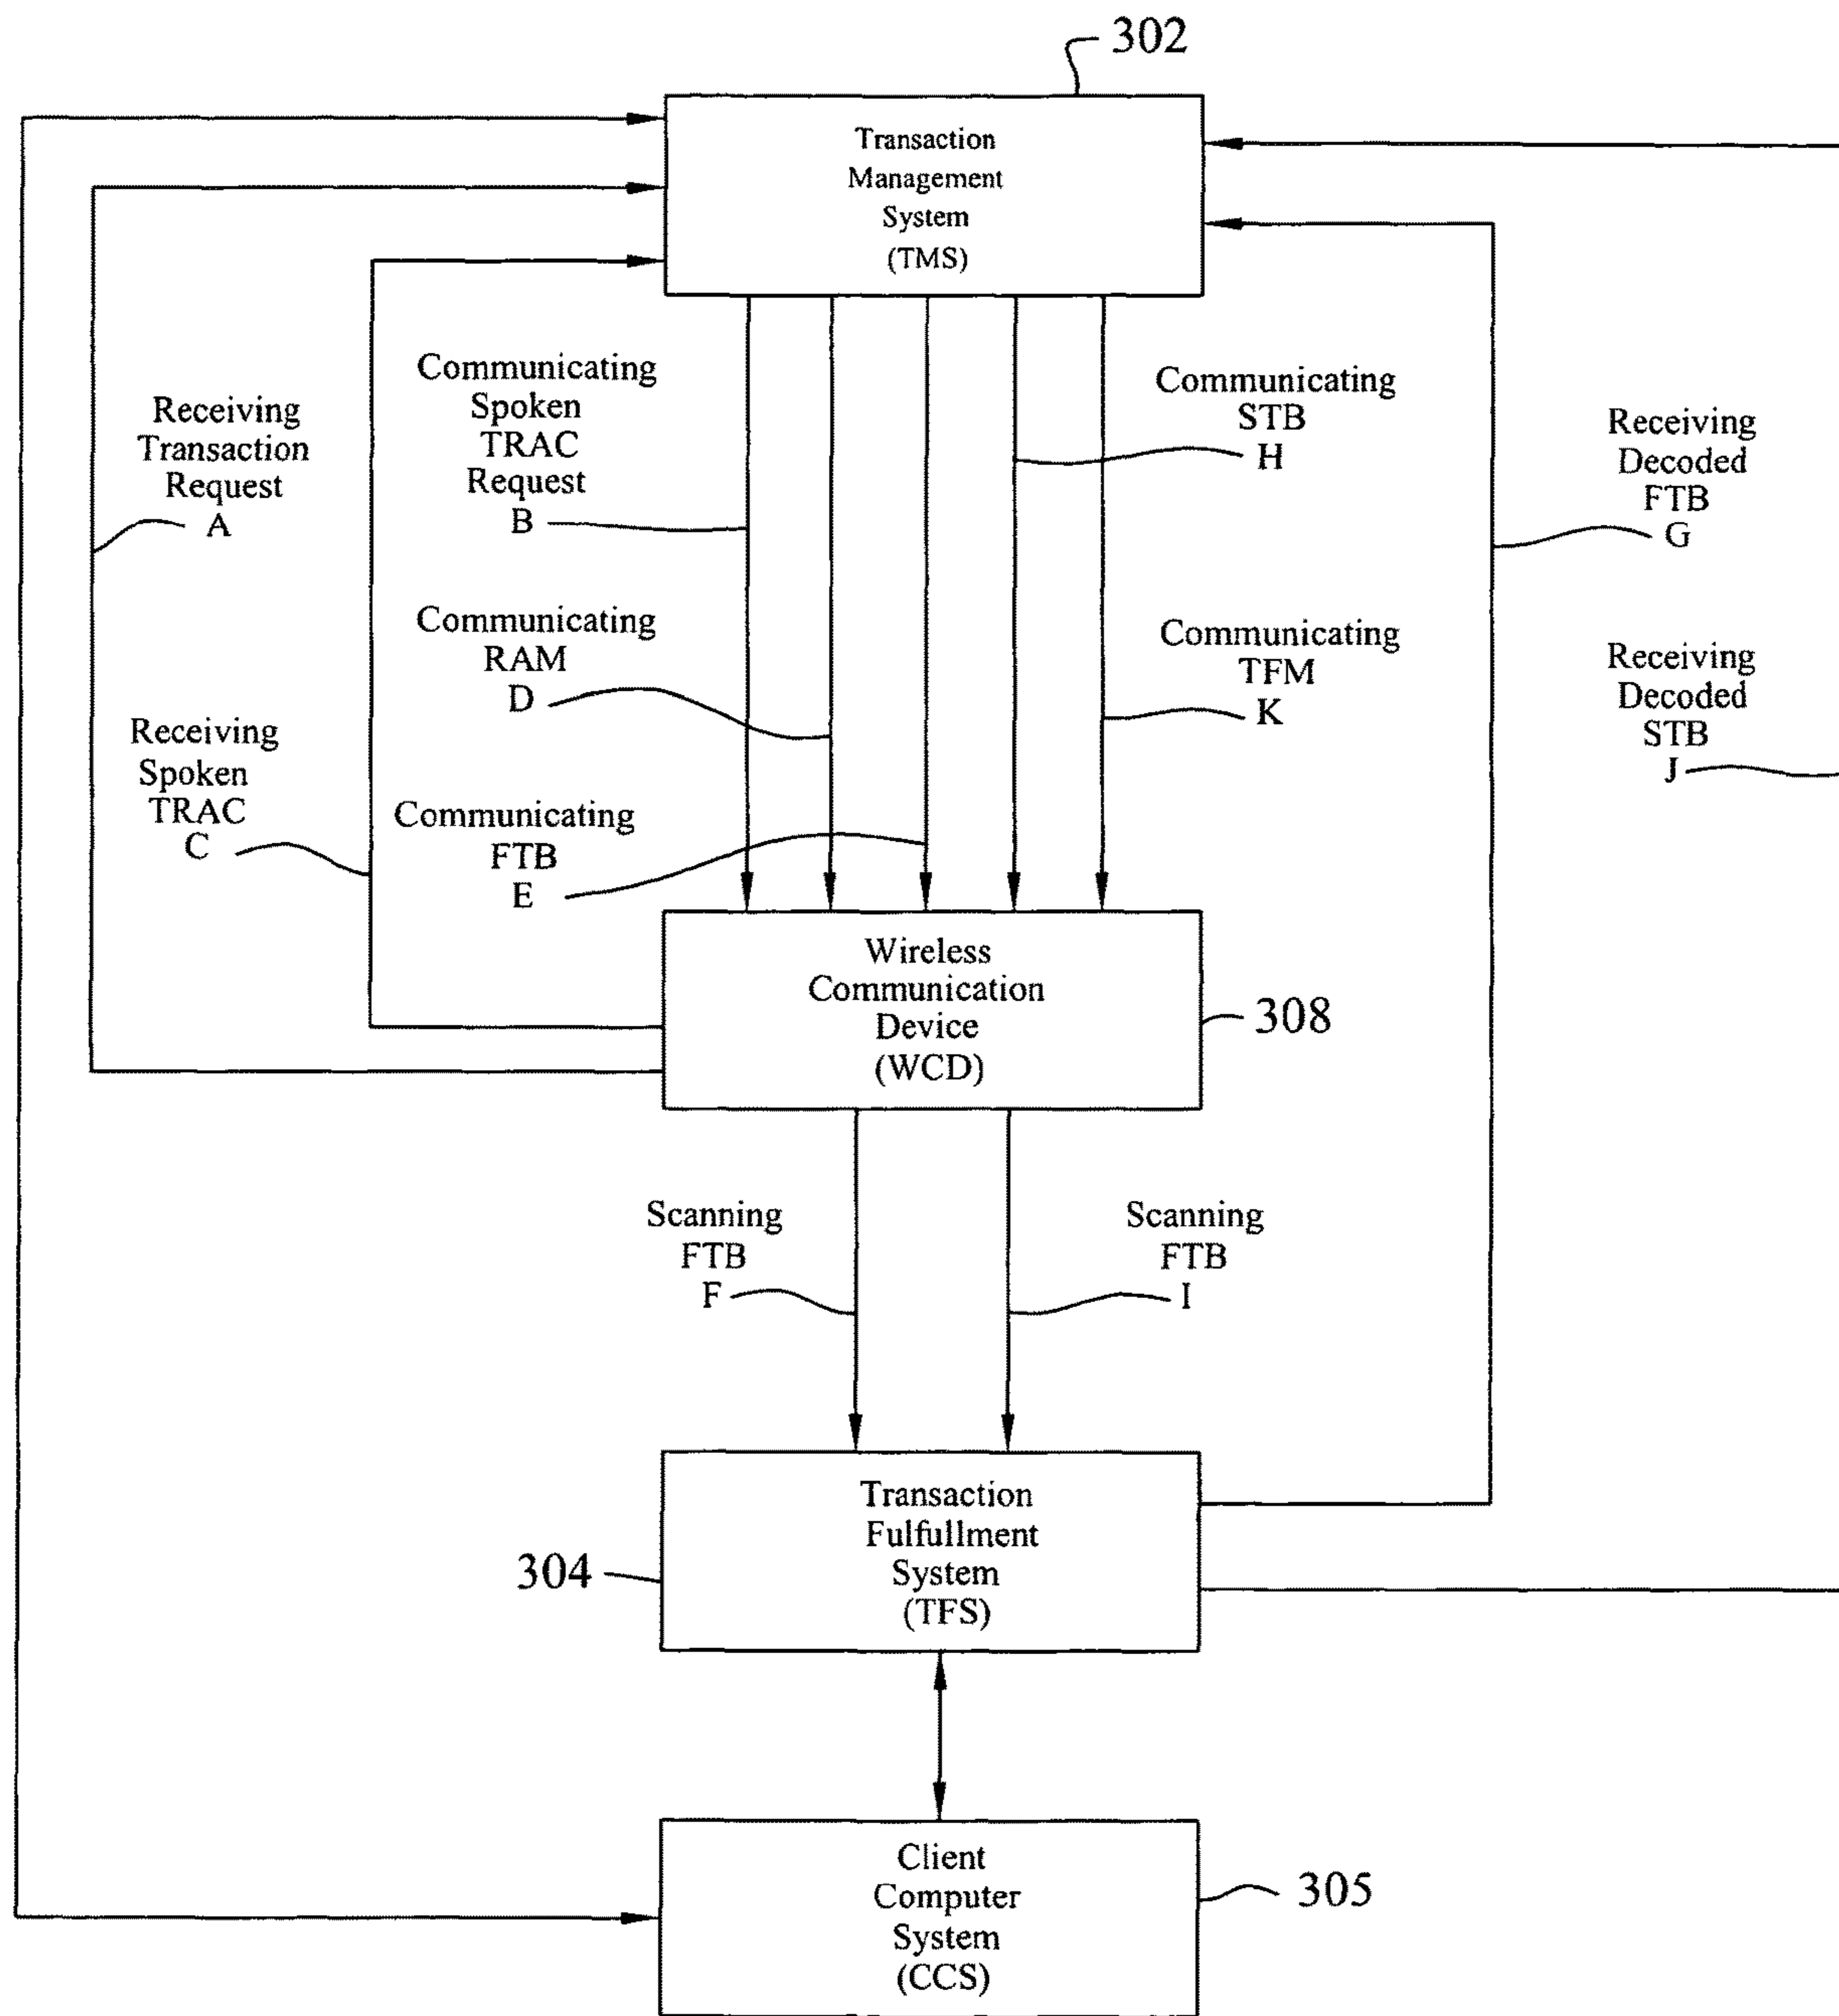 302
Transaction
Management
System
(TMS)
Receiving
Transaction
Request
A
Communicating
Spoken
TRAC
Request
B
Communicating
STB
H
Receiving
Decoded
FTB
G
Communicating
RAM
D
Communicating
TFM
K
Receiving
Decoded
STB
J
Receiving
Spoken
TRAC
C
Communicating
FTB
E
Wireless
Communication
Device
(WCD)
308
Scanning
FTB
F
Scanning
FTB
I
Transaction
Fulfullment
System
(TFS)
304
Client
Computer
System
(CCS)
305